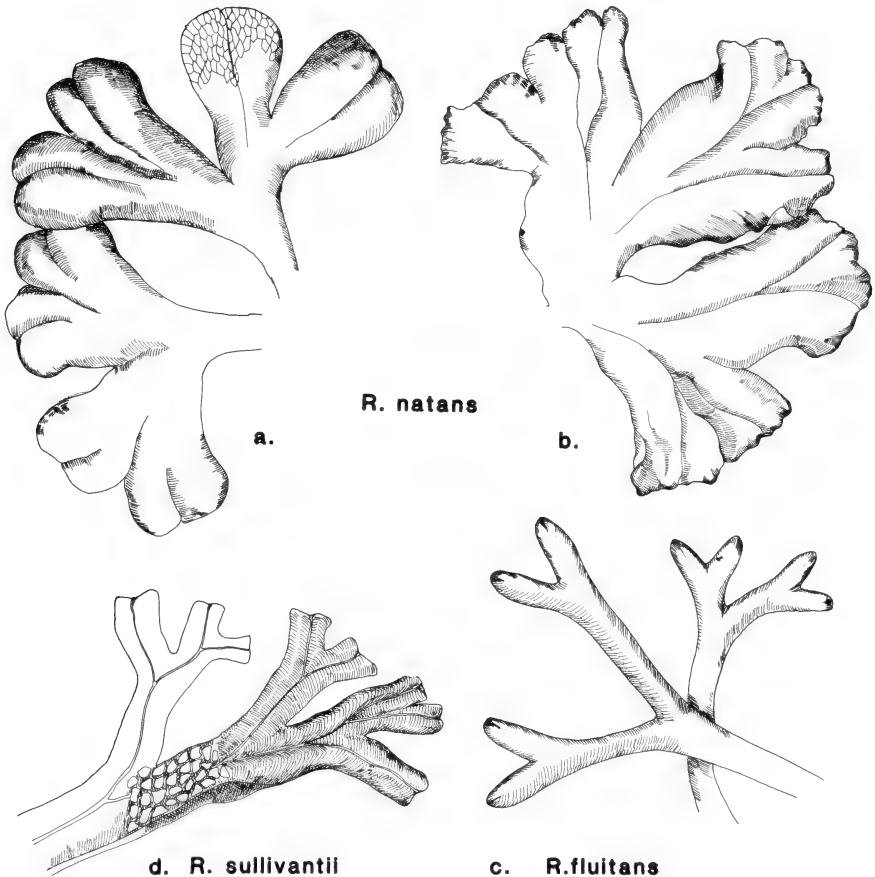 R. natans
a.
b.
d. R. sullivantii
c. R.fluitans